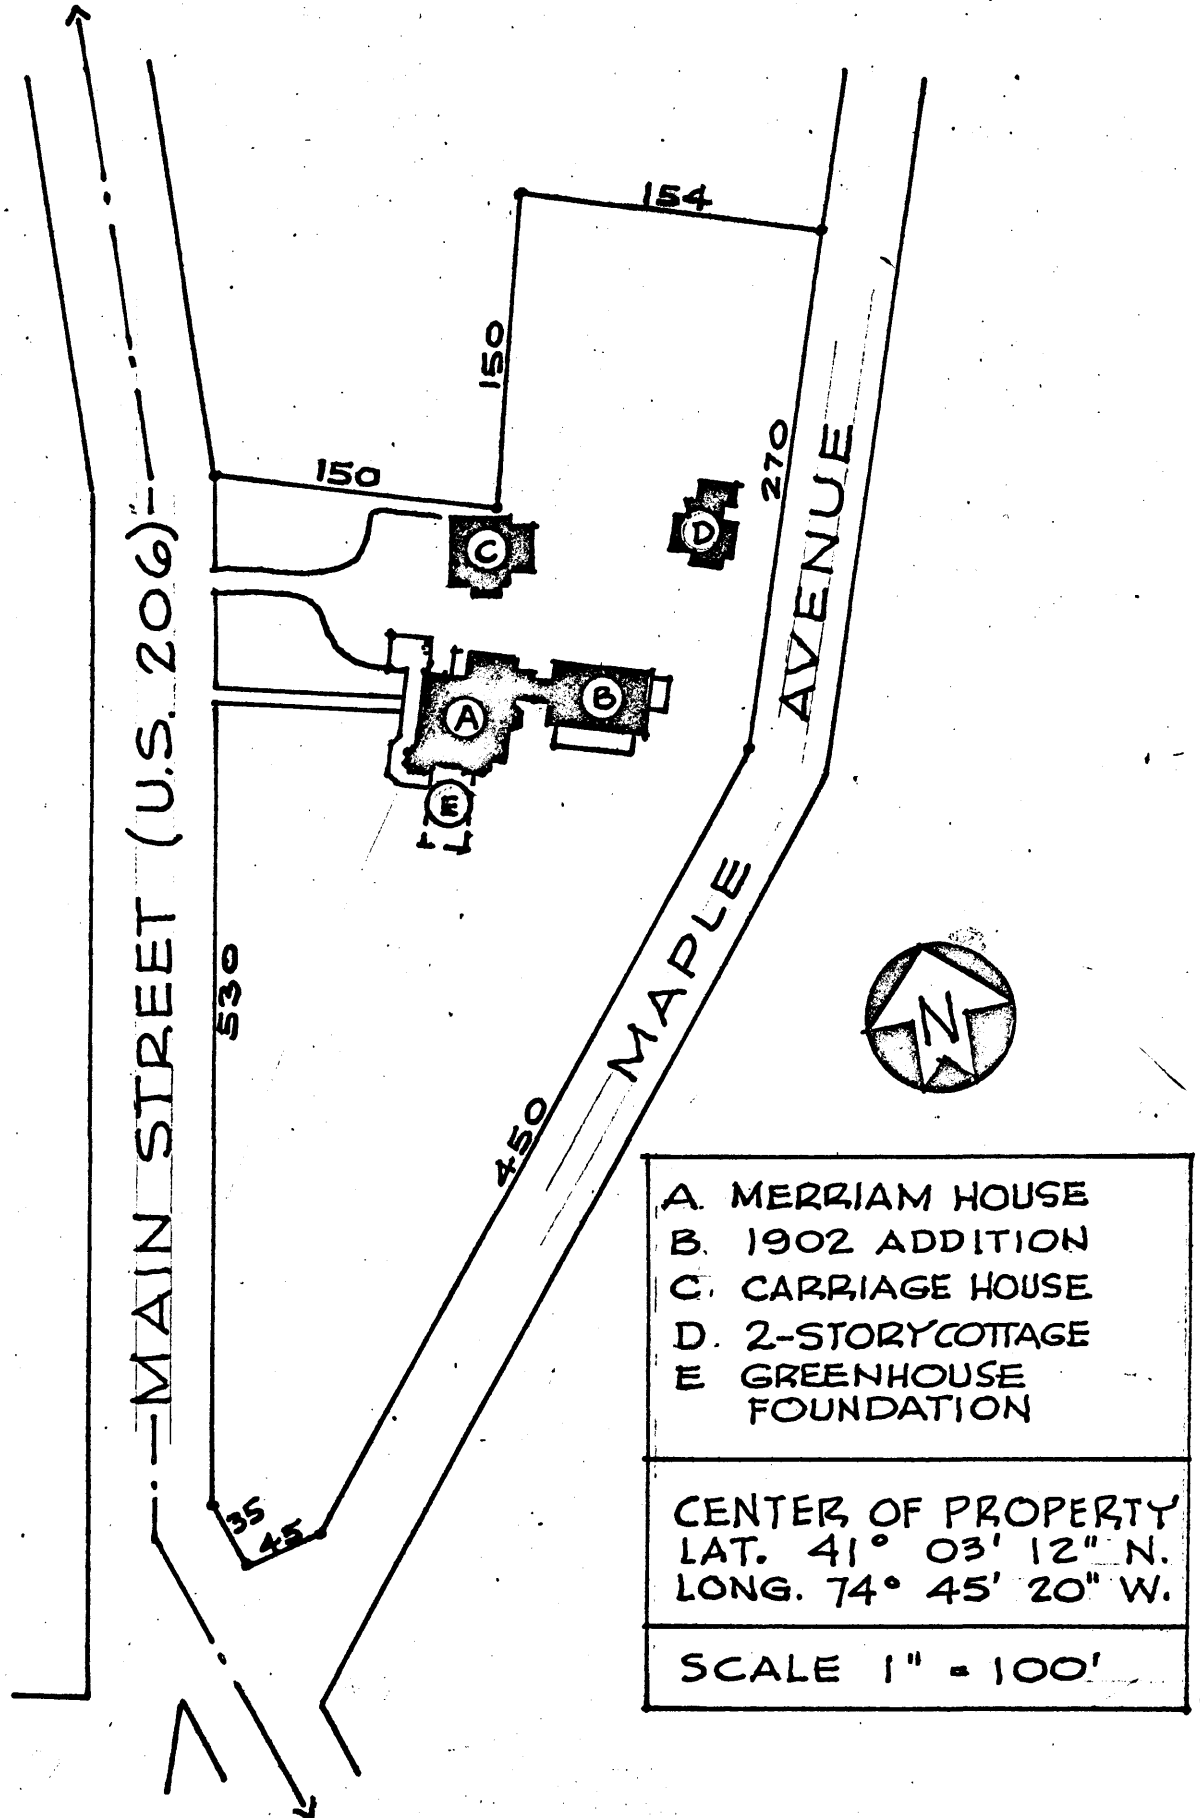 154
150
150
270
MAIN STREET (U.S. 206)
MAPLE AVENUE
C
D
A
B
E
530
450
35
45
N
A. MERRIAM HOUSE
B. 1902 ADDITION
C. CARRIAGE HOUSE
D. 2-STORY COTTAGE
E GREENHOUSE
FOUNDATION
CENTER OF PROPERTY
LAT. 41° 03' 12" N.
LONG. 74° 45' 20" W.
SCALE 1" = 100'